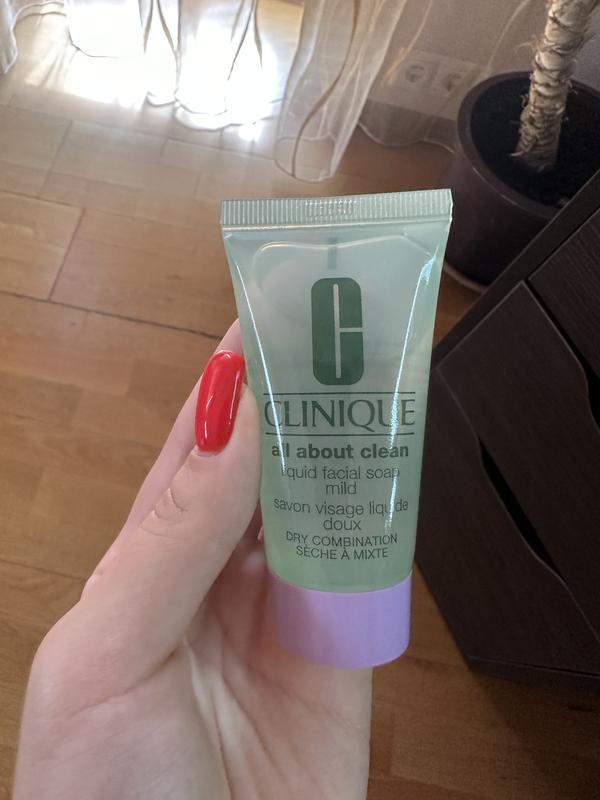 C
CLINIQUE
all about clean
liquid facial soap
mild
savon visage liquide
doux
DRY COMBINATION
SÈCHE À MIXTE